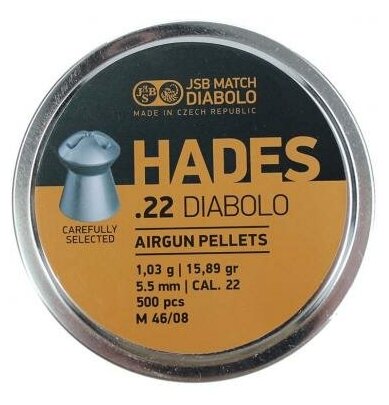 JSB
JSB MATCH
DIABOLO
MADE IN CZECH REPUBLIC
HADES
.22 DIABOLO
CAREFULLY
SELECTED
AIRGUN PELLETS
1,03 g | 15,89 gr
5.5 mm | CAL. 22
500 pcs
M 46/08